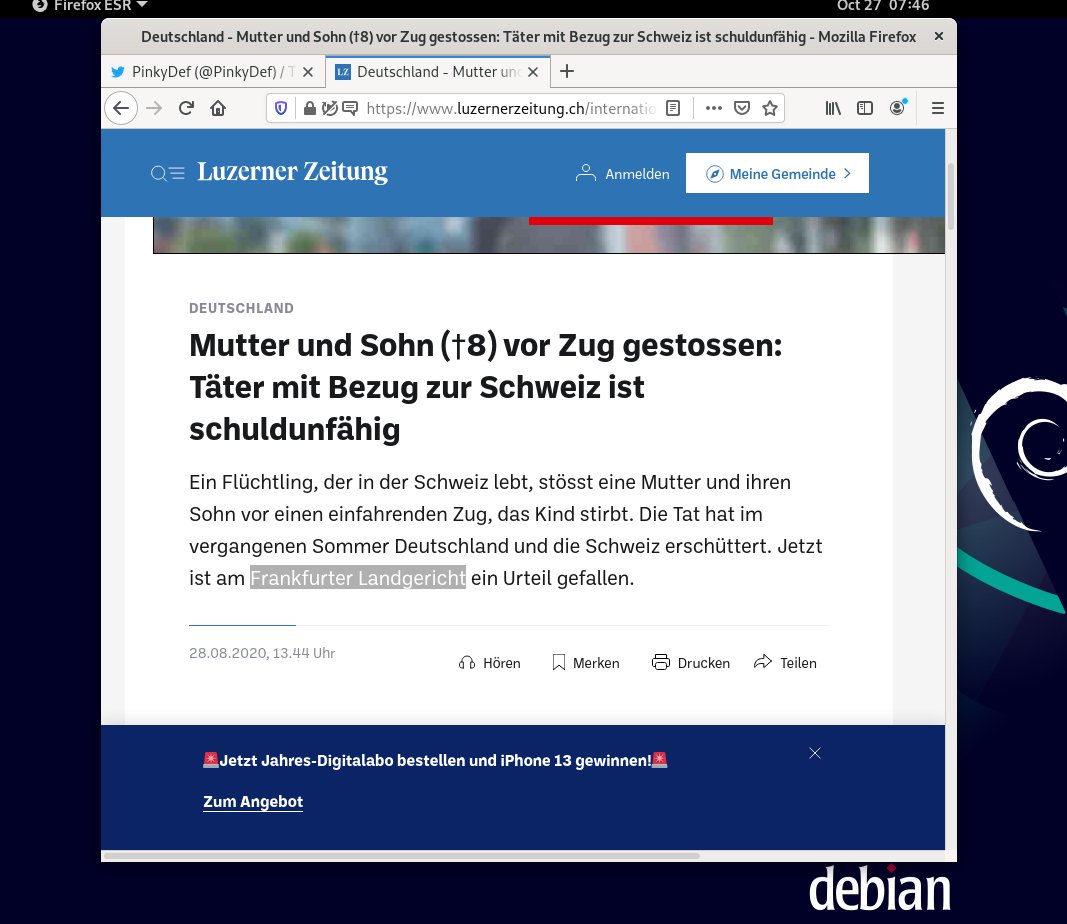 Firefox ESR
Oct 27 07:46
Deutschland - Mutter und Sohn (†8) vor Zug gestossen: Täter mit Bezug zur Schweiz ist schuldunfähig - Mozilla Firefox
PinkyDef (@PinkyDef) / T
LZ Deutschland - Mutter und
https://www.luzernerzeitung.ch/internatio
Luzerner Zeitung
Anmelden
Meine Gemeinde
DEUTSCHLAND
Mutter und Sohn (†8) vor Zug gestossen:
Täter mit Bezug zur Schweiz ist
schuldunfähig
Ein Flüchtling, der in der Schweiz lebt, stösst eine Mutter und ihren
Sohn vor einen einfahrenden Zug, das Kind stirbt. Die Tat hat im
vergangenen Sommer Deutschland und die Schweiz erschüttert. Jetzt
ist am Frankfurter Landgericht ein Urteil gefallen.
28.08.2020, 13.44 Uhr
Hören
Merken
Drucken
Teilen
🚨Jetzt Jahres-Digitalabo bestellen und iPhone 13 gewinnen!🚨
Zum Angebot
debian